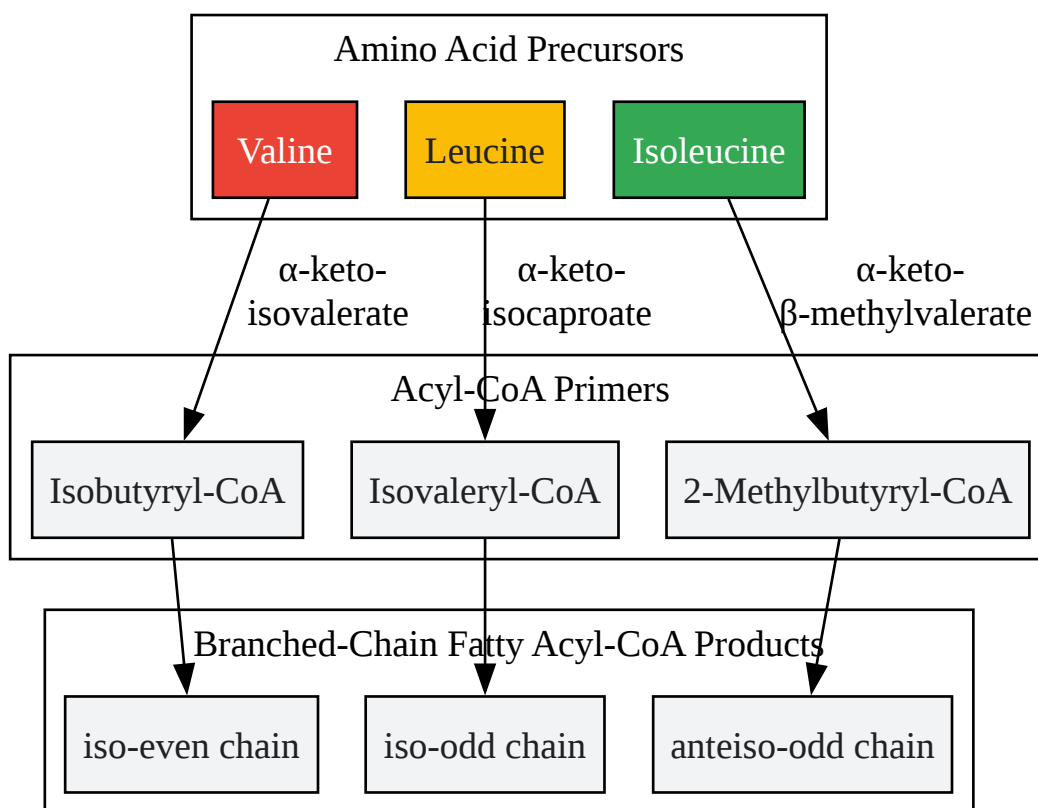 Amino Acid Precursors
Valine
Leucine
Isoleucine
α-keto-
isovalerate
α-keto-
isocaproate
α-keto-
β-methylvalerate
Acyl-CoA Primers
Isobutyryl-CoA
Isovaleryl-CoA
2-Methylbutyryl-CoA
Branched-Chain Fatty Acyl-CoA Products
iso-even chain
iso-odd chain
anteiso-odd chain